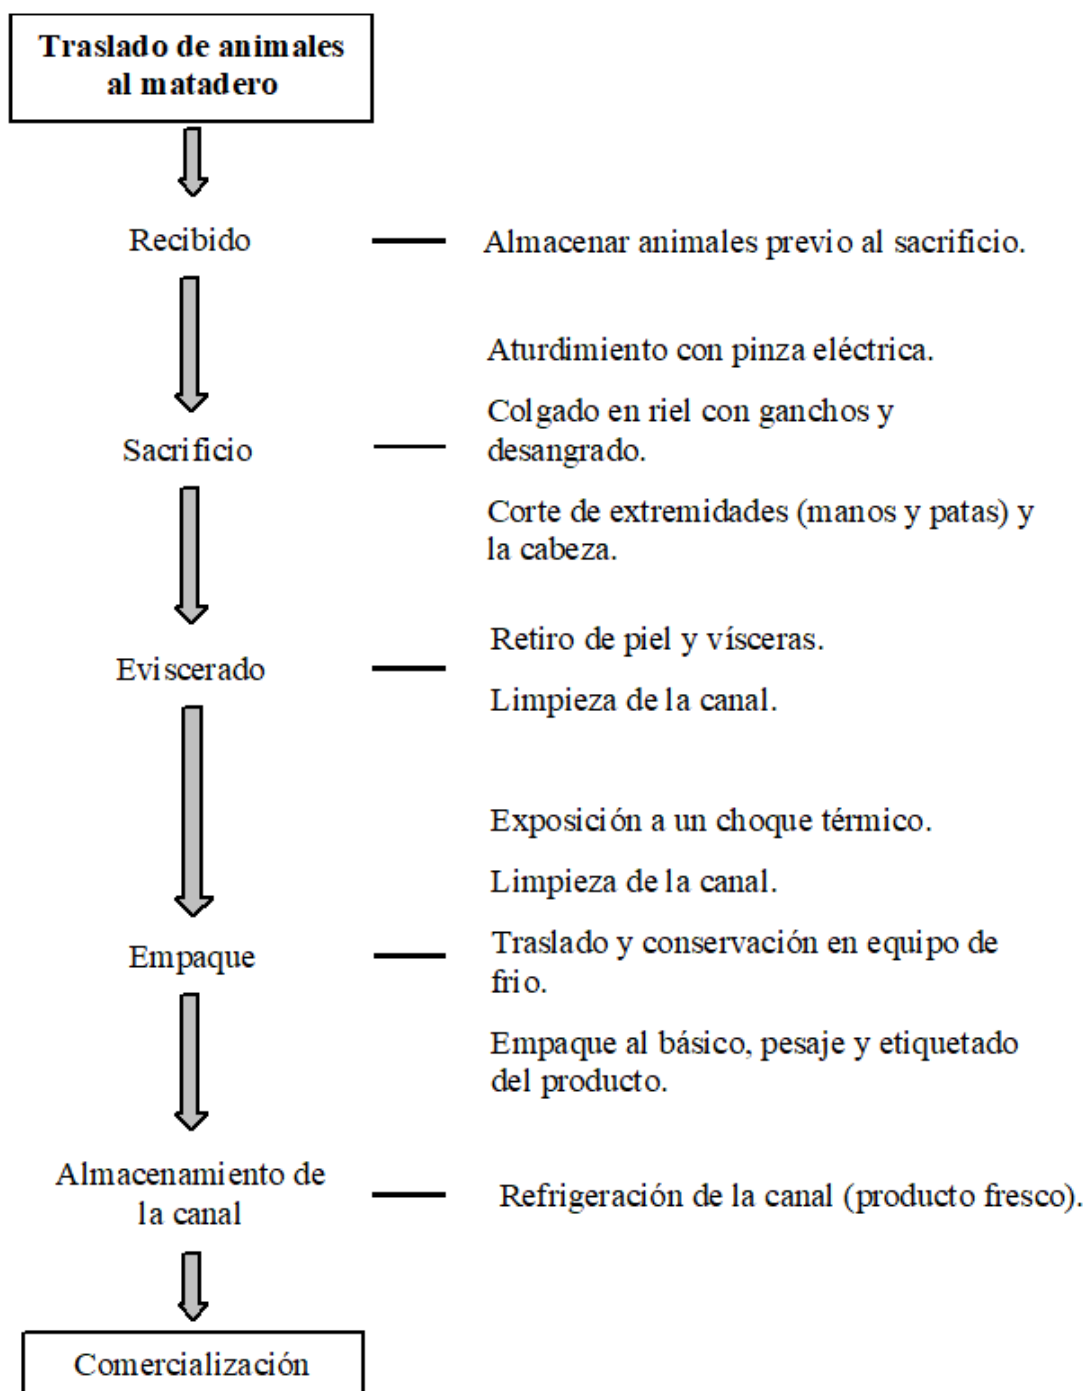 Traslado de animales
al matadero
Recibido
Almacenar animales previo al sacrificio.
Aturdimiento con pinza eléctrica.
Colgado en riel con ganchos y
desangrado.
Sacrificio
Corte de extremidades (manos y patas) y
la cabeza.
Retiro de piel y vísceras.
Eviscerado
Limpieza de la canal.
Exposición a un choque térmico.
Limpieza de la canal.
Empaque
Traslado y conservación en equipo de
frio.
Empaque al básico, pesaje y etiquetado
del producto.
Almacenamiento de
la canal
Refrigeración de la canal (producto fresco).
Comercialización